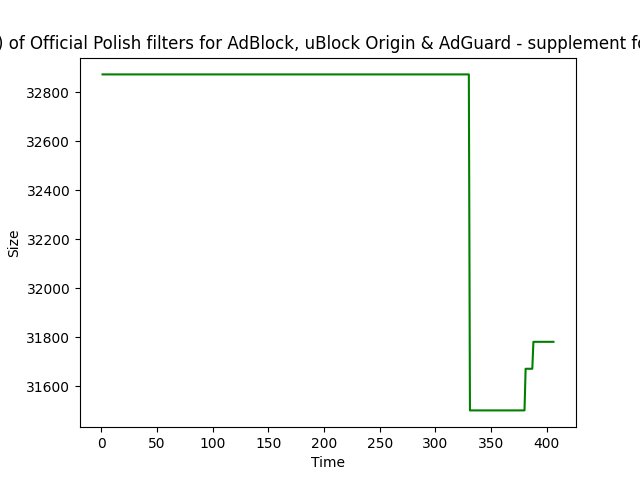 ) of Official Polish filters for AdBlock, uBlock Origin & AdGuard - supplement fo
32800
32600
32400
32200
32000
31800
31600
Size
0 50 100 150 200 250 300 350 400
Time